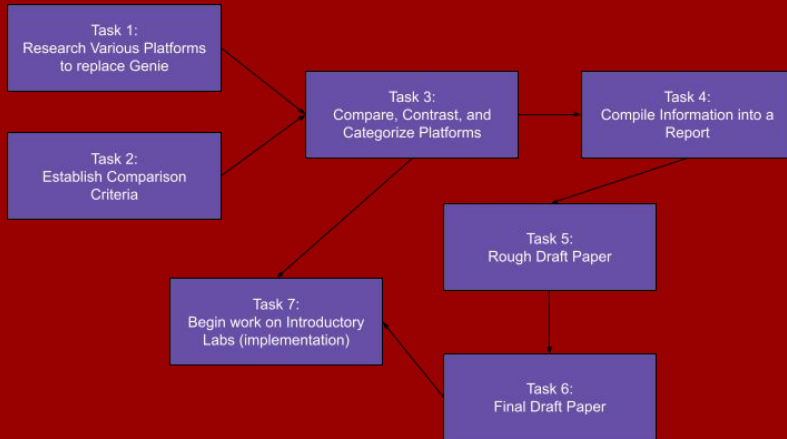 Task 1:
Research Various Platforms
to replace Genie
Task 2:
Establish Comparison
Criteria
Task 3:
Compare, Contrast, and
Categorize Platforms
Task 4:
Compile Information into a
Report
Task 5:
Rough Draft Paper
Task 6:
Final Draft Paper
Task 7:
Begin work on Introductory
Labs (implementation)